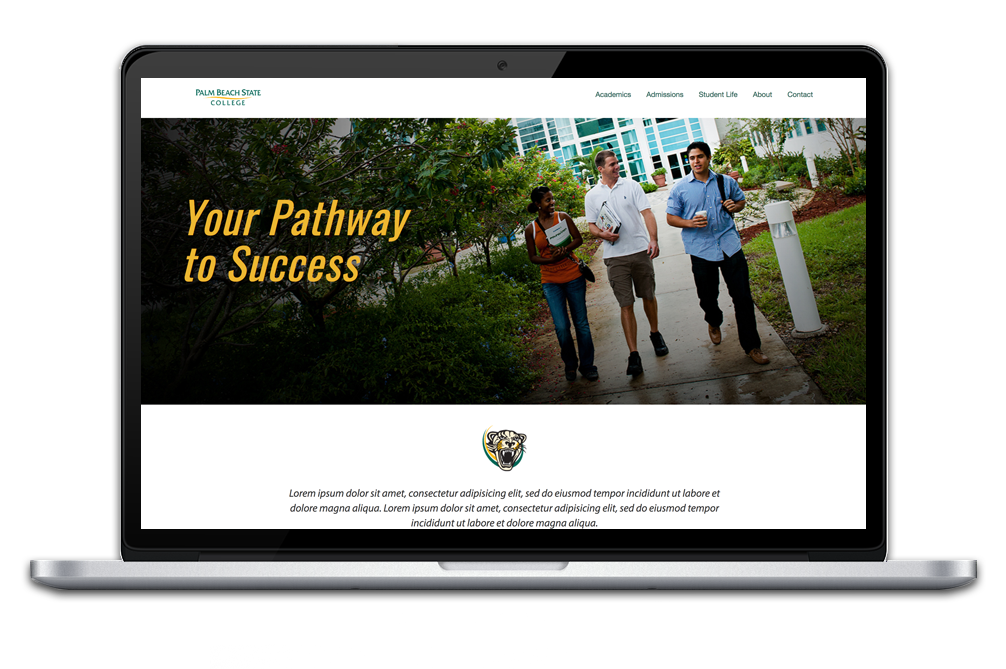 PALM BEACH STATE
COLLEGE
Academics Admissions Student Life About Contact
Your Pathway
to Success
Lorem ipsum dolor sit amet, consectetur adipisicing elit, sed do eiusmod tempor incididunt ut labore et
dolore magna aliqua. Lorem ipsum dolor sit amet, consectetur adipisicing elit, sed do eiusmod tempor
incididunt ut labore et dolore magna aliqua.